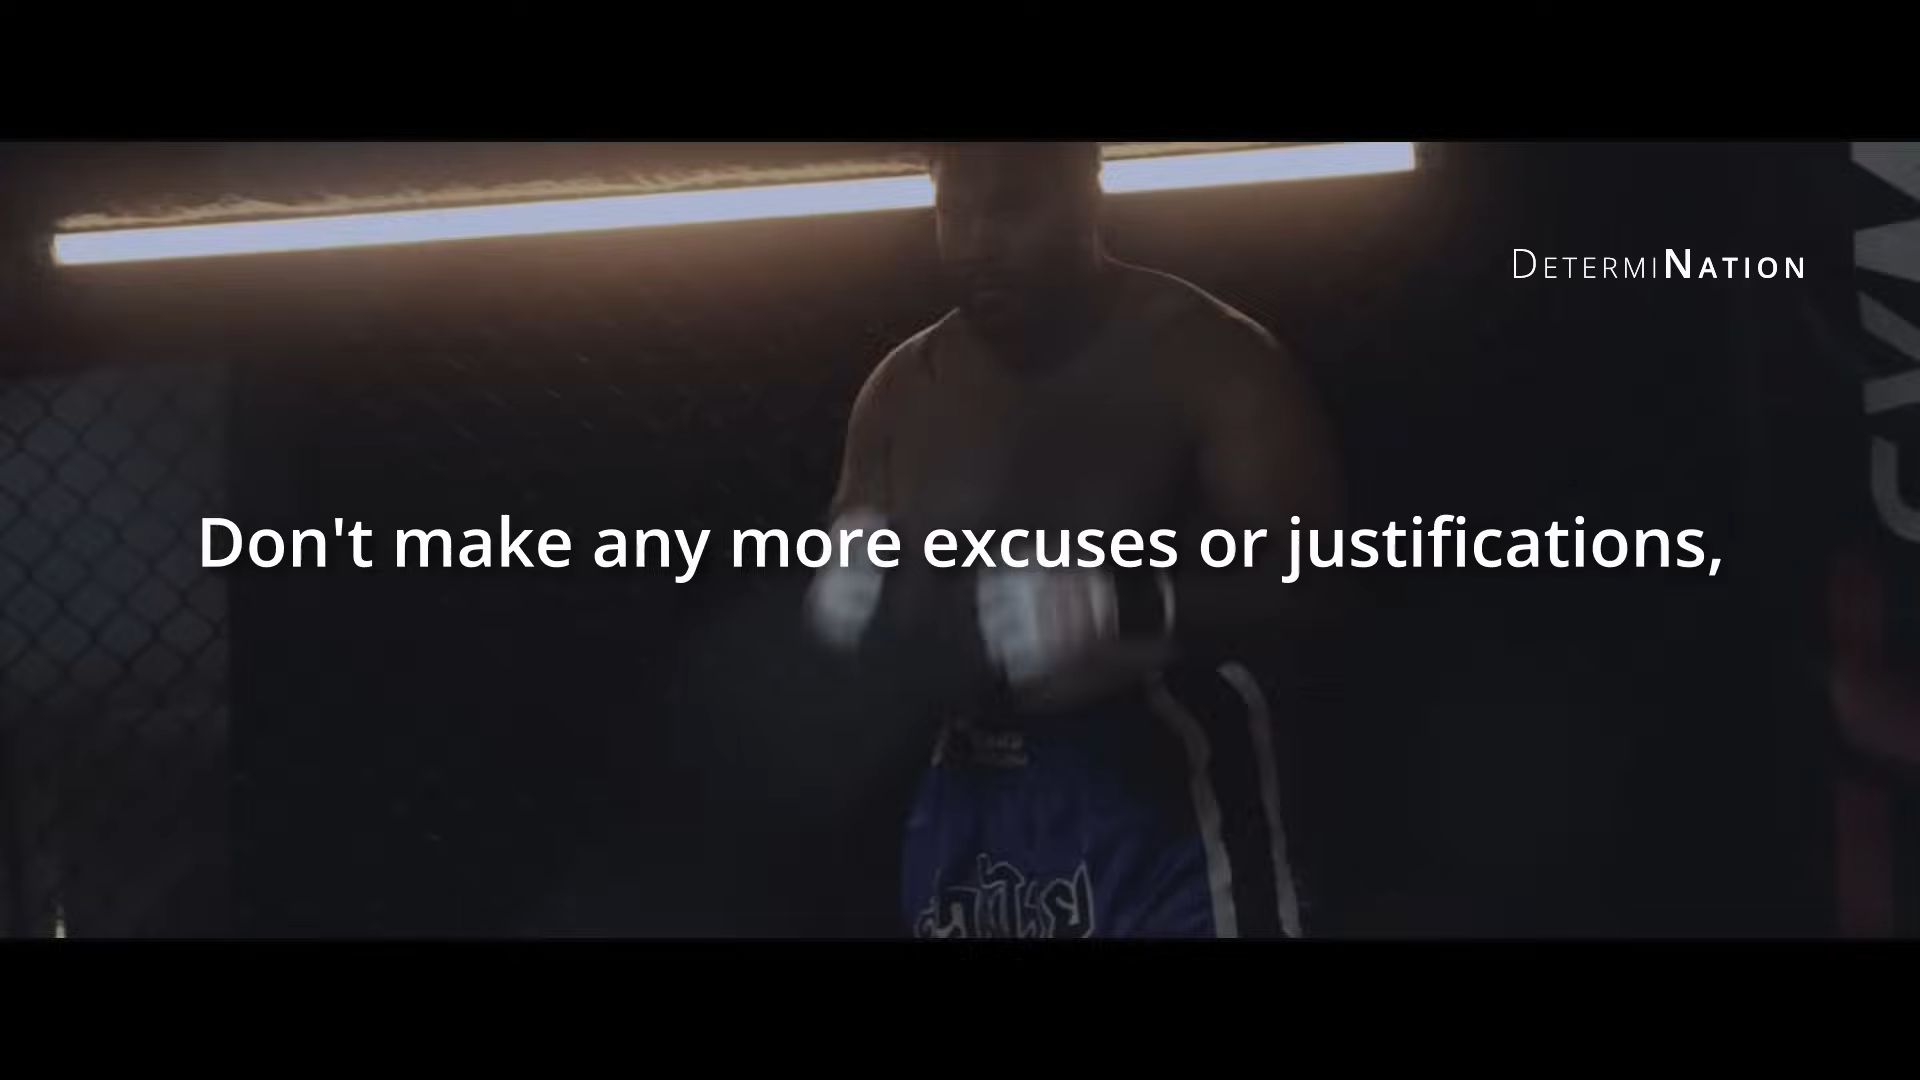 DETERMINATION
Don't make any more excuses or justifications,